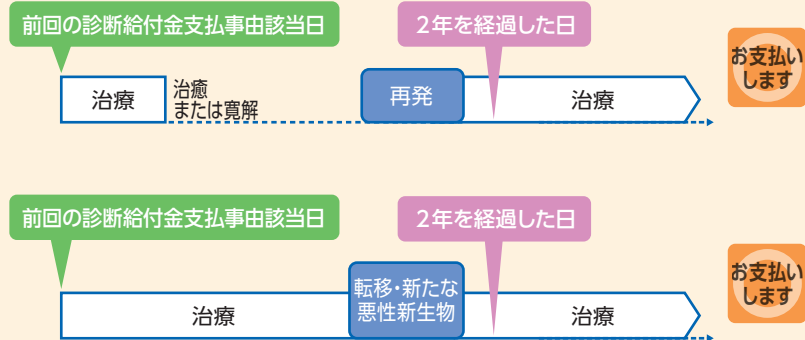 前回の診断給付金支払事由該当日
2年を経過した日
お支払い
します
治療
治癒
または寛解
再発
治療
前回の診断給付金支払事由該当日
2年を経過した日
お支払い
します
治療
転移・新たな
悪性新生物
治療